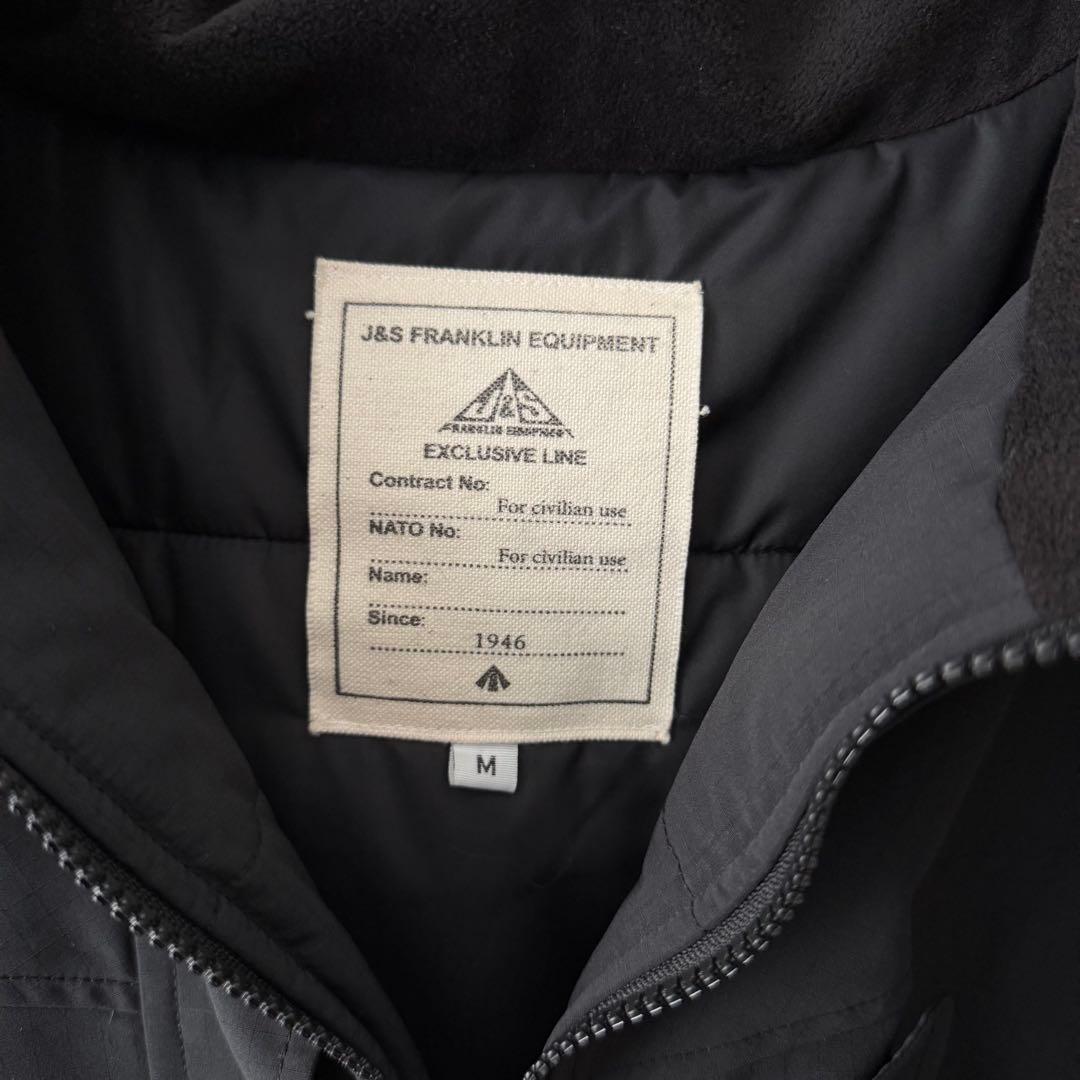 J&S FRANKLIN EQUIPMENT
J&S
FRANKLIN EQUIPMENT
EXCLUSIVE LINE
Contract No:
For civilian use
NATO No:
For civilian use
Name:
Since:
1946
M